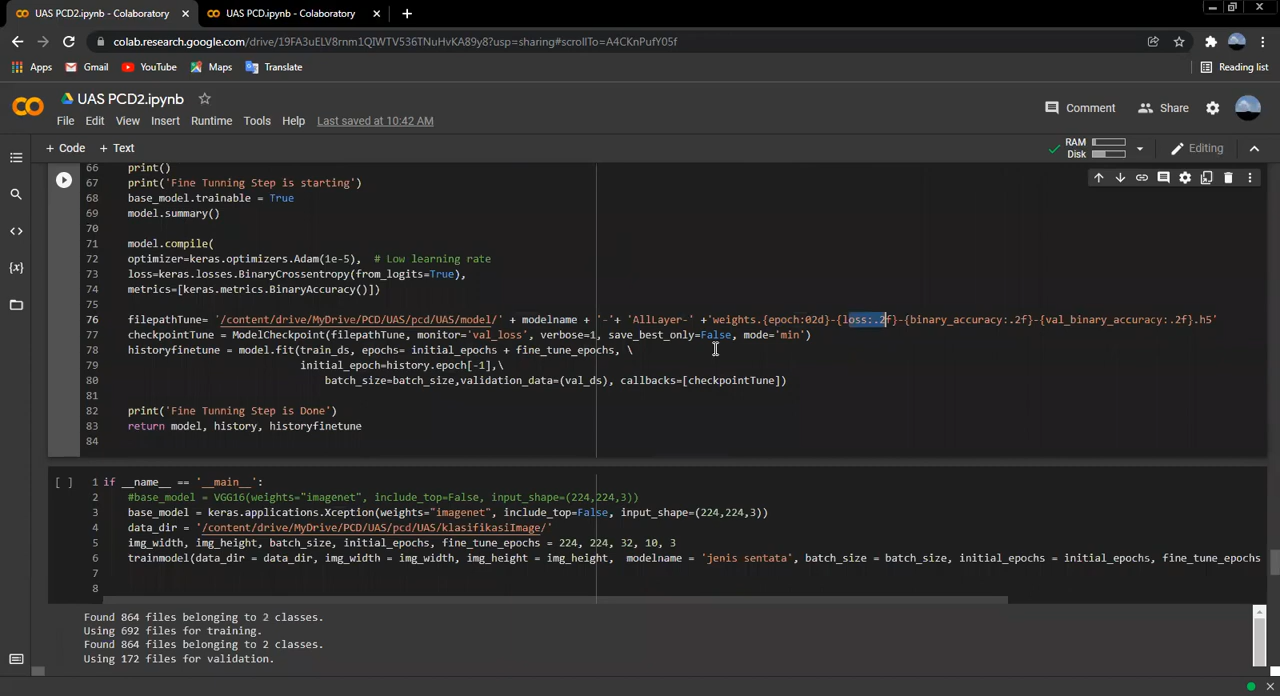 UAS PCD2.ipynb - Colaboratory
UAS PCD.ipynb - Colaboratory
colab.research.google.com/drive/19FA3uELV8rnm1QIWTV536TNuHvKA89y8?usp=sharing#scrollTo=A4CKnPufY05f
Apps Gmail YouTube Maps Translate Reading list
UAS PCD2.ipynb
Comment Share
File Edit View Insert Runtime Tools Help Last saved at 10:42 AM
+ Code + Text RAM Disk Editing
66 print()
67 print('Fine Tunning Step is starting')
68 base_model.trainable = True
69 model.summary()
70
71 model.compile(
72 optimizer=keras.optimizers.Adam(1e-5), # Low learning rate
73 loss=keras.losses.BinaryCrossentropy(from_logits=True),
74 metrics=[keras.metrics.BinaryAccuracy()])
75
76 filepathTune= '/content/drive/MyDrive/PCD/UAS/pcd/UAS/model/' + modelname + '-'+ 'AllLayer-' +'weights.{epoch:02d}-{loss:.2f}-{binary_accuracy:.2f}-{val_binary_accuracy:.2f}.h5'
77 checkpointTune = ModelCheckpoint(filepathTune, monitor='val_loss', verbose=1, save_best_only=False, mode='min')
78 historyfinetune = model.fit(train_ds, epochs= initial_epochs + fine_tune_epochs, \
79 initial_epoch=history.epoch[-1],\
80 batch_size=batch_size,validation_data=(val_ds), callbacks=[checkpointTune])
81
82 print('Fine Tunning Step is Done')
83 return model, history, historyfinetune
84
[ ] 1 if __name__ == '__main__':
2 #base_model = VGG16(weights="imagenet", include_top=False, input_shape=(224,224,3))
3 base_model = keras.applications.Xception(weights="imagenet", include_top=False, input_shape=(224,224,3))
4 data_dir = '/content/drive/MyDrive/PCD/UAS/pcd/UAS/klasifikasiImage/'
5 img_width, img_height, batch_size, initial_epochs, fine_tune_epochs = 224, 224, 32, 10, 3
6 trainmodel(data_dir = data_dir, img_width = img_width, img_height = img_height, modelname = 'jenis sentata', batch_size = batch_size, initial_epochs = initial_epochs, fine_tune_epochs
7
8
Found 864 files belonging to 2 classes.
Using 692 files for training.
Found 864 files belonging to 2 classes.
Using 172 files for validation.